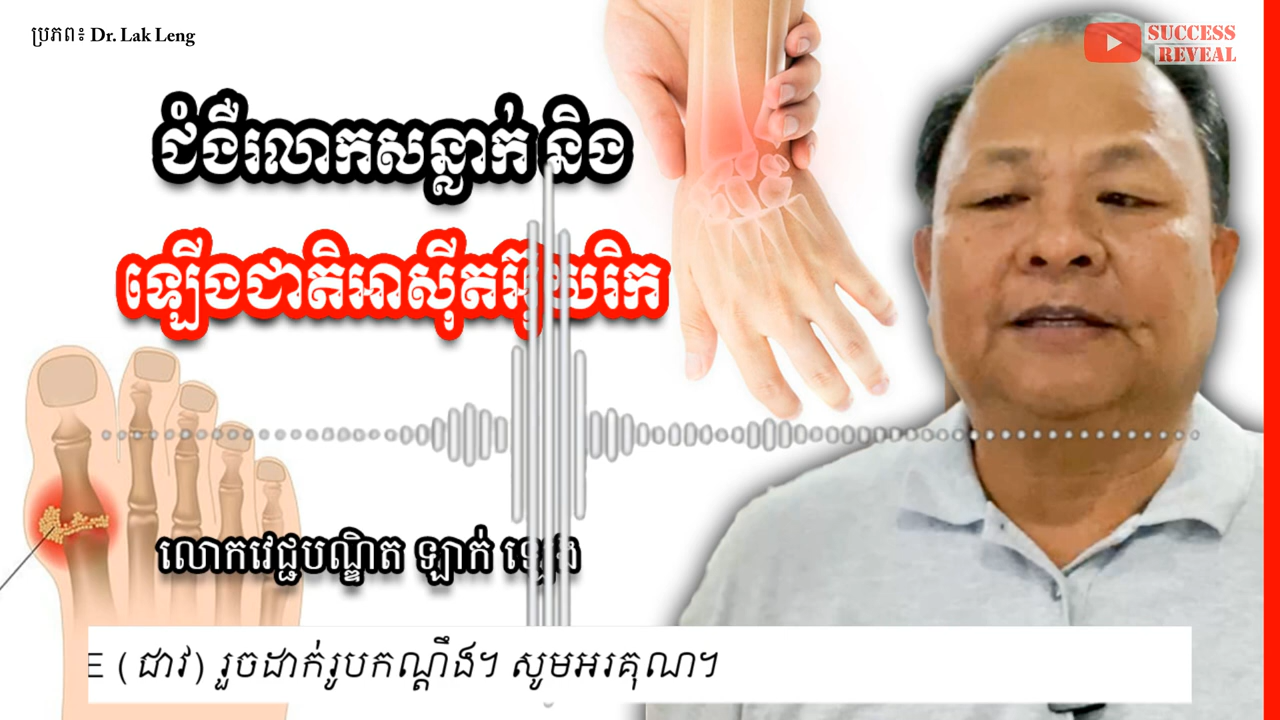 ប្រភព៖ Dr. Lak Leng
SUCCESS
REVEAL
ជំងឺរលាកសន្លាក់ និង
ឡើងជាតិអាស៊ីតអ៊ុយរិក
លោកវេជ្ជបណ្ឌិត ឡាក់ ឡេង
E (ជាវ) រួចដាក់រូបកណ្ដឹង។ សូមអរគុណ។